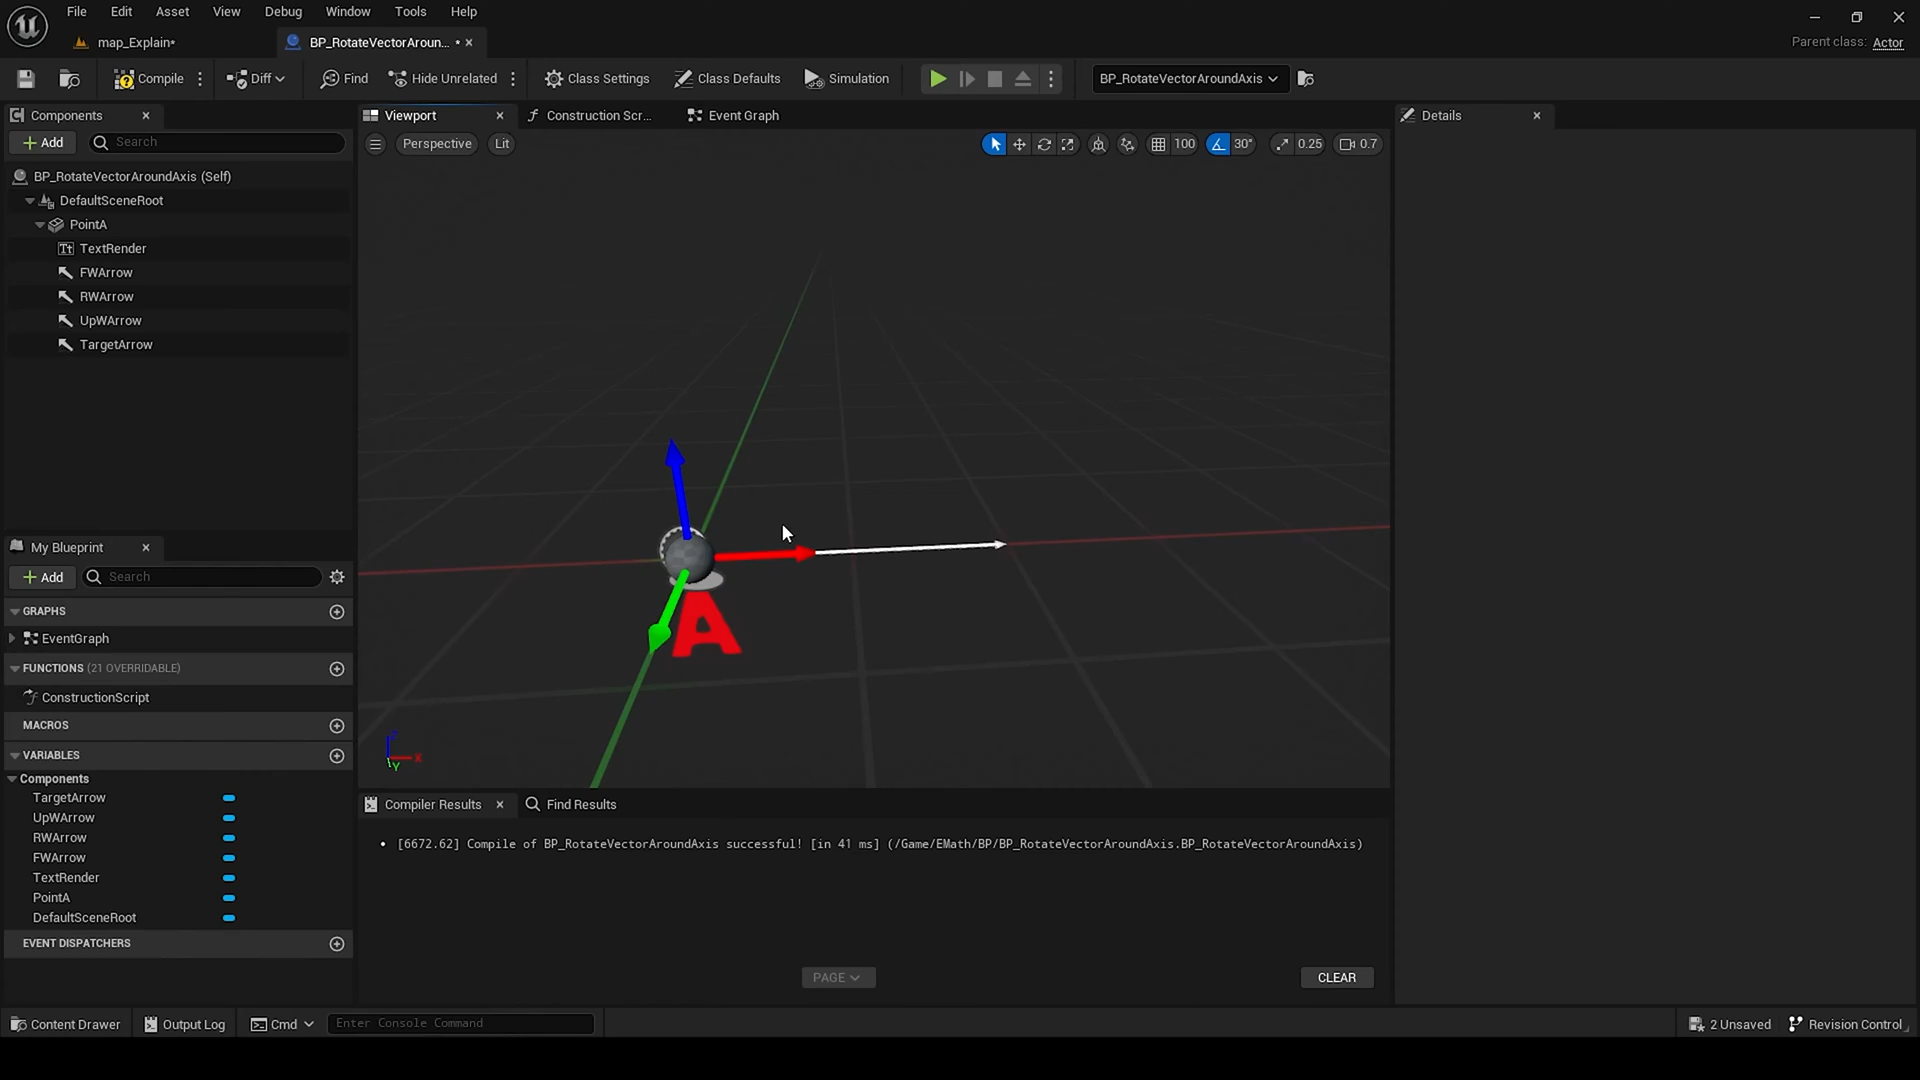 File Edit Asset View Debug Window Tools Help
map_Explain*
BP_RotateVectorAroun... *
Parent class: Actor
Compile
Diff
Find
Hide Unrelated
Class Settings
Class Defaults
Simulation
BP_RotateVectorAroundAxis
Components
Add
Search
BP_RotateVectorAroundAxis (Self)
DefaultSceneRoot
PointA
TextRender
FWArrow
RWArrow
UpWArrow
TargetArrow
Viewport
Construction Scr...
Event Graph
Perspective
Lit
100
30°
0.25
0.7
A
Z
X
Y
Details
My Blueprint
Add
Search
GRAPHS
EventGraph
FUNCTIONS (21 OVERRIDABLE)
ConstructionScript
MACROS
VARIABLES
Components
TargetArrow
UpWArrow
RWArrow
FWArrow
TextRender
PointA
DefaultSceneRoot
EVENT DISPATCHERS
Compiler Results
Find Results
[6672.62] Compile of BP_RotateVectorAroundAxis successful! [in 41 ms] (/Game/EMath/BP/BP_RotateVectorAroundAxis.BP_RotateVectorAroundAxis)
PAGE
CLEAR
Content Drawer
Output Log
Cmd
Enter Console Command
2 Unsaved
Revision Control